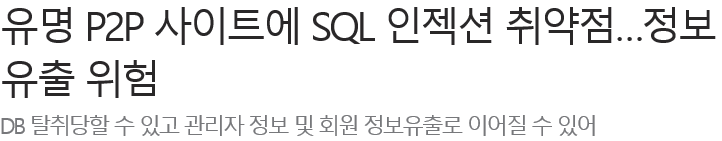 유명 P2P 사이트에 SQL 인젝션 취약점...정보
유출 위험
DB 탈취당할 수 있고 관리자 정보 및 회원 정보유출로 이어질 수 있어